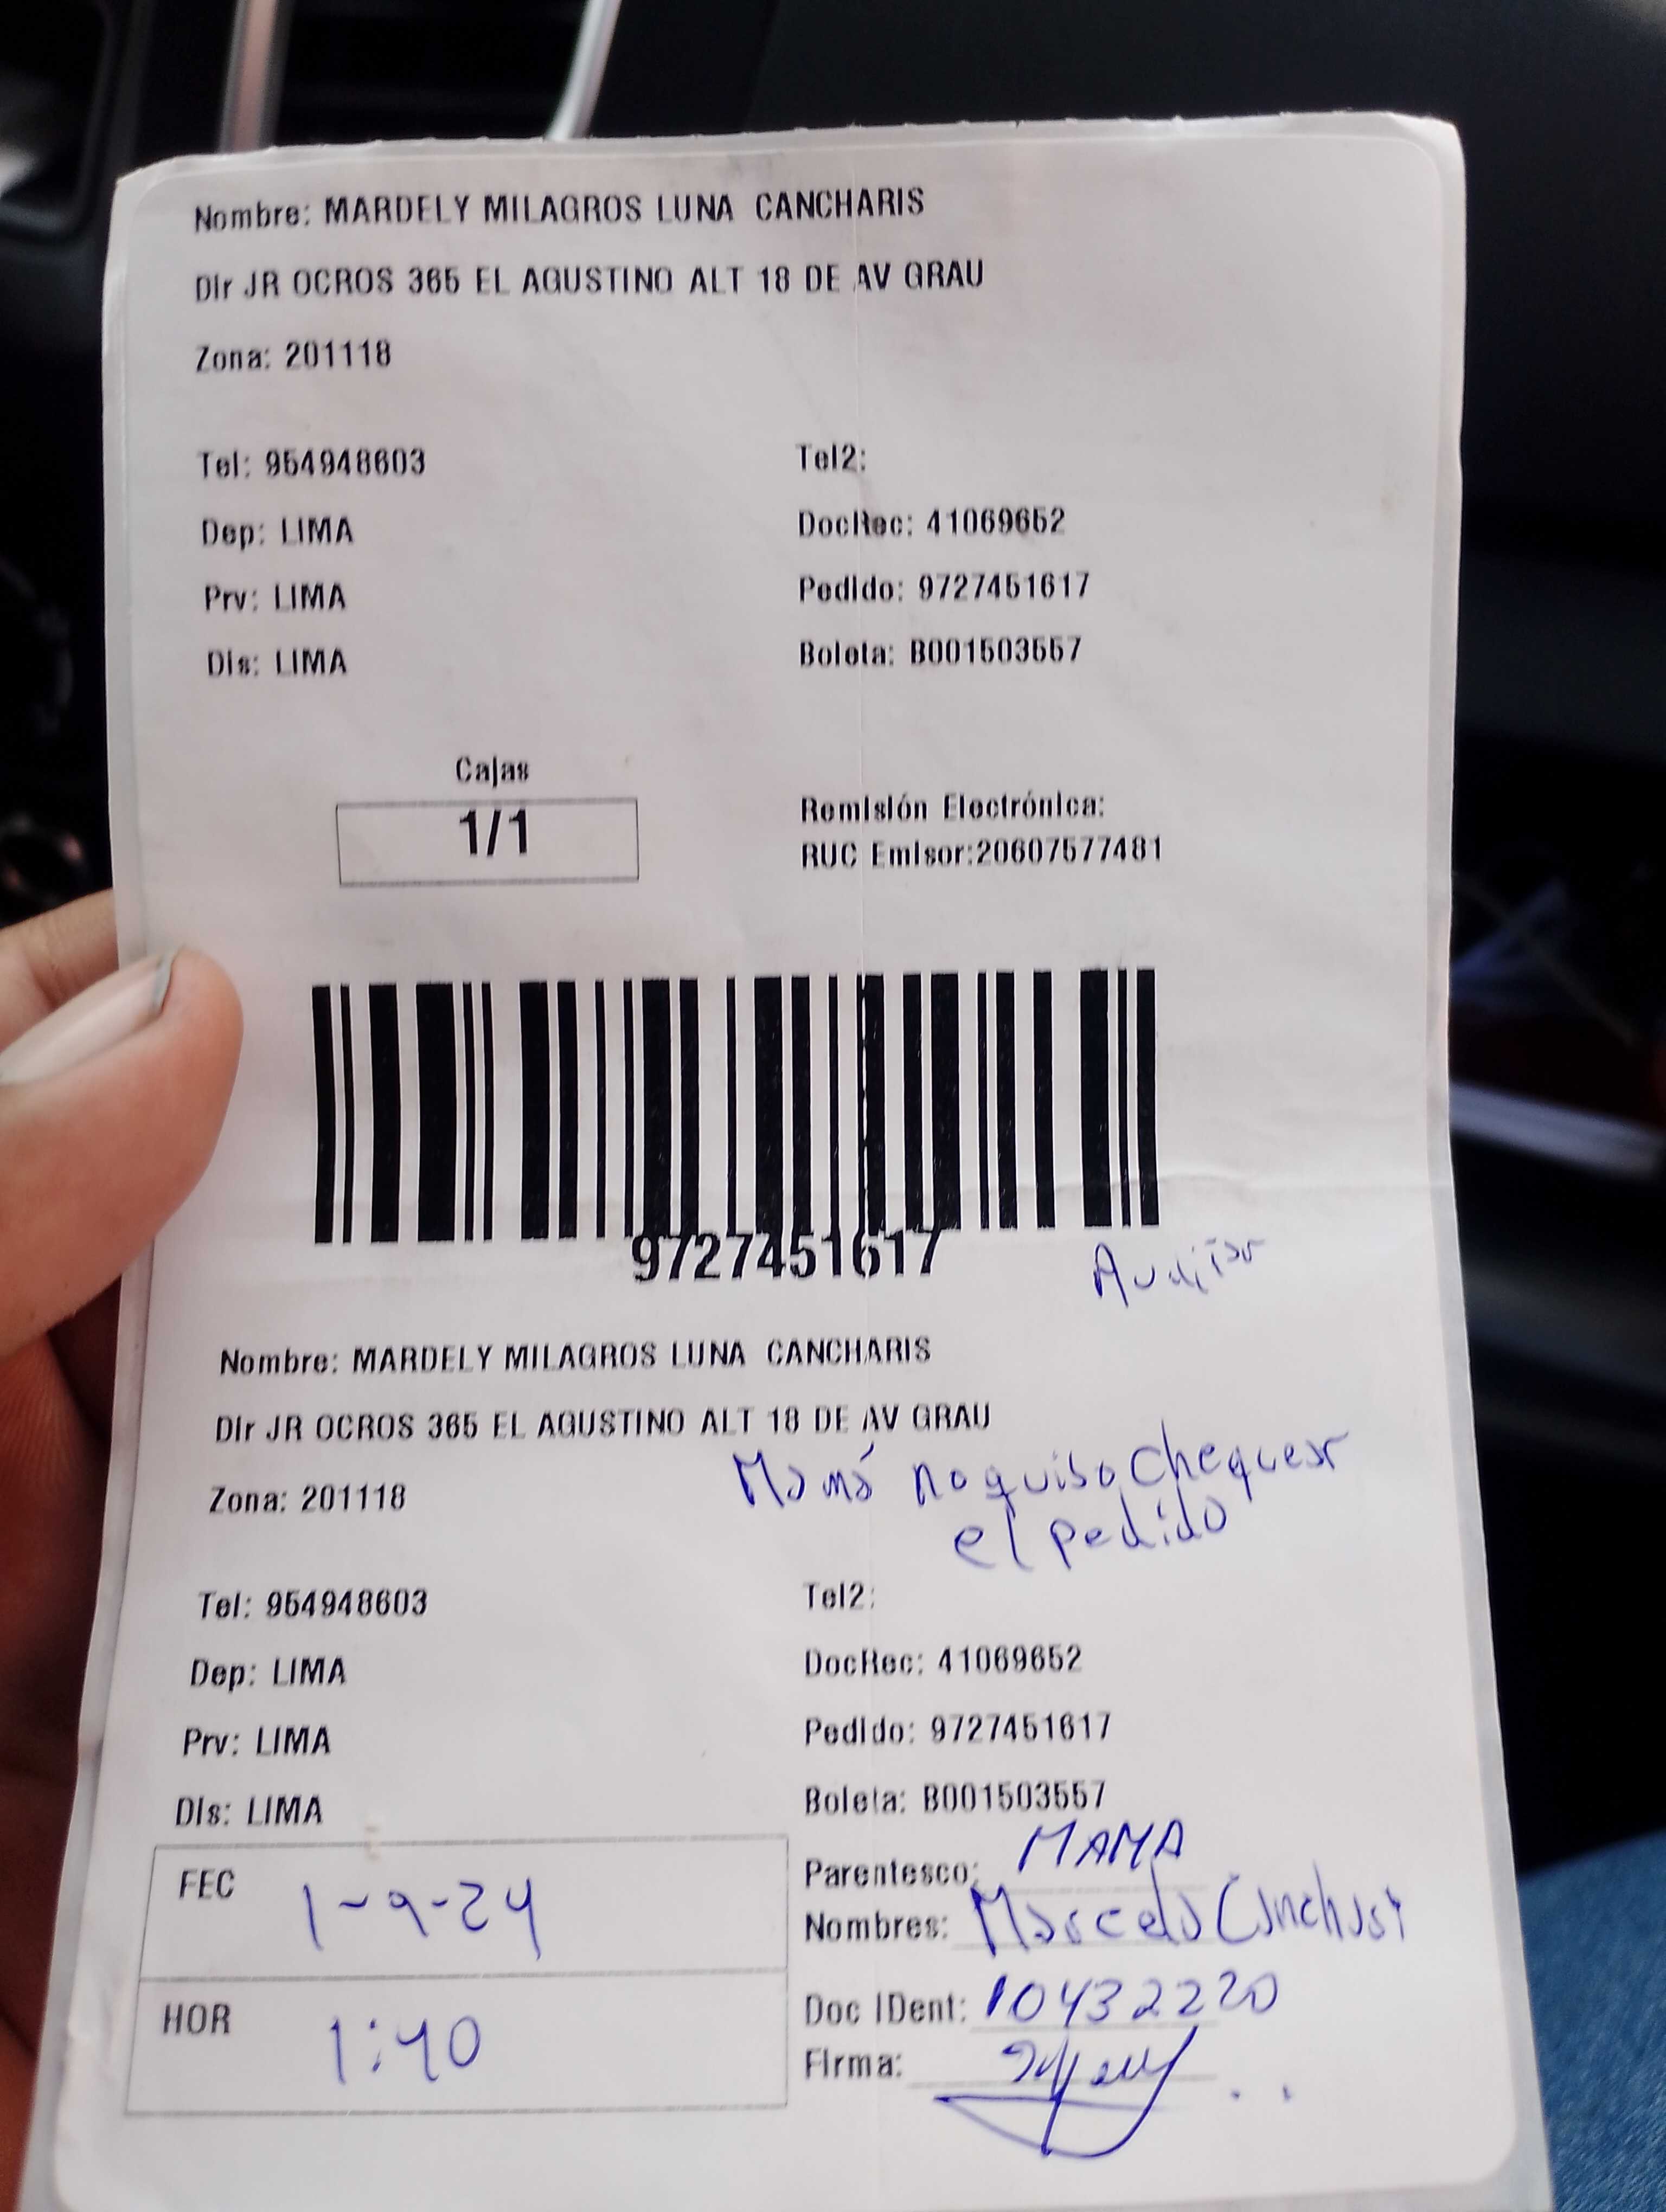 Nombre: MARDELY MILAGROS LUNA CANCHARIS
Dir JR OCROS 365 EL AGUSTINO ALT 18 DE AV GRAU
Zona: 201118
Tel: 954948603
Tel2:
Dep: LIMA
DocRec: 41069652
Prv: LIMA
Pedido: 9727451617
Dis: LIMA
Boleta: B001503557
Cajas
1/1
Remisión Electrónica:
RUC Emisor:20607577481
9727451617
Nombre: MARDELY MILAGROS LUNA CANCHARIS
Dir JR OCROS 365 EL AGUSTINO ALT 18 DE AV GRAU
Mamá no quiso chequear
el pedido
Zona: 201118
Tel: 954948603
Tel2:
Dep: LIMA
DocRec: 41069652
Prv: LIMA
Pedido: 9727451617
Dis: LIMA
Boleta: B001503557
FEC 1-9-24
HOR 1:40
Parentesco: MAMA
Nombres: Marcela
Doc IDent: 10432220
Firma: